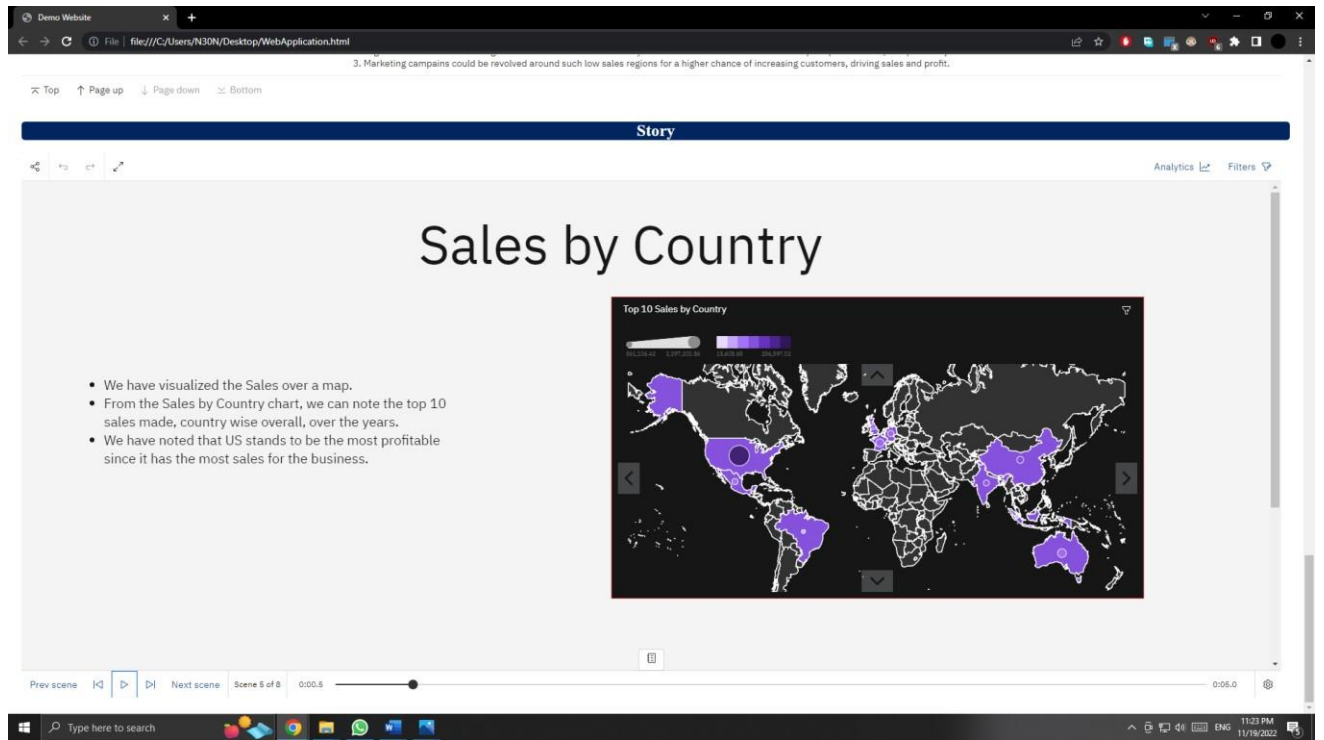 Demo Website
File | file:///C:/Users/N30N/Desktop/WebApplication.html
3. Marketing campains could be revolved around such low sales regions for a higher chance of increasing customers, driving sales and profit.
Top Page up Page down Bottom
Story
Analytics Filters
Sales by Country
Top 10 Sales by Country
• We have visualized the Sales over a map.
• From the Sales by Country chart, we can note the top 10
sales made, country wise overall, over the years.
• We have noted that US stands to be the most profitable
since it has the most sales for the business.
Prev scene Next scene Scene 5 of 8 0:00.5 0:05.0
Type here to search
ENG
11:23 PM
11/19/2022